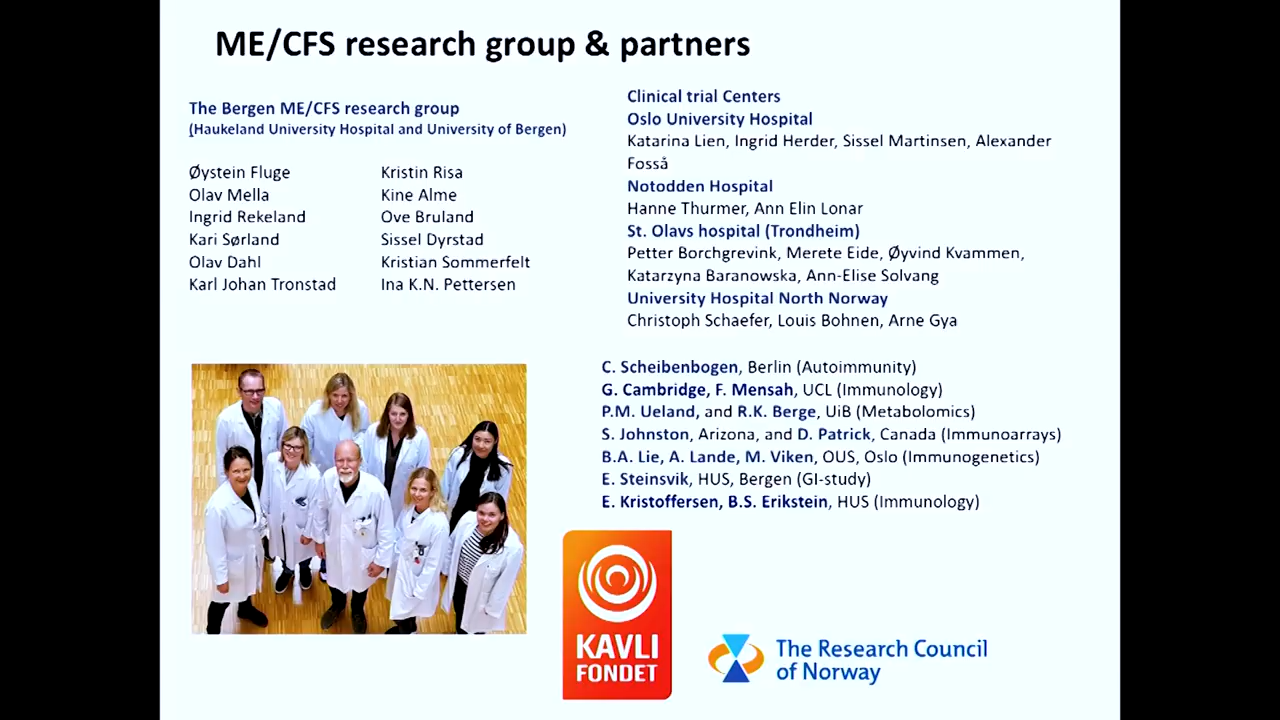 ME/CFS research group & partners
The Bergen ME/CFS research group
(Haukeland University Hospital and University of Bergen)
Øystein Fluge
Olav Mella
Ingrid Rekeland
Kari Sørland
Olav Dahl
Karl Johan Tronstad
Kristin Risa
Kine Alme
Ove Bruland
Sissel Dyrstad
Kristian Sommerfelt
Ina K.N. Pettersen
Clinical trial Centers
Oslo University Hospital
Katarina Lien, Ingrid Herder, Sissel Martinsen, Alexander
Fosså
Notodden Hospital
Hanne Thurmer, Ann Elin Lonar
St. Olavs hospital (Trondheim)
Petter Borchgrevink, Merete Eide, Øyvind Kvammen,
Katarzyna Baranowska, Ann-Elise Solvang
University Hospital North Norway
Christoph Schaefer, Louis Bohnen, Arne Gya
C. Scheibenbogen, Berlin (Autoimmunity)
G. Cambridge, F. Mensah, UCL (Immunology)
P.M. Ueland, and R.K. Berge, UiB (Metabolomics)
S. Johnston, Arizona, and D. Patrick, Canada (Immunoarrays)
B.A. Lie, A. Lande, M. Viken, OUS, Oslo (Immunogenetics)
E. Steinsvik, HUS, Bergen (GI-study)
E. Kristoffersen, B.S. Erikstein, HUS (Immunology)
KAVLI
FONDET
The Research Council
of Norway